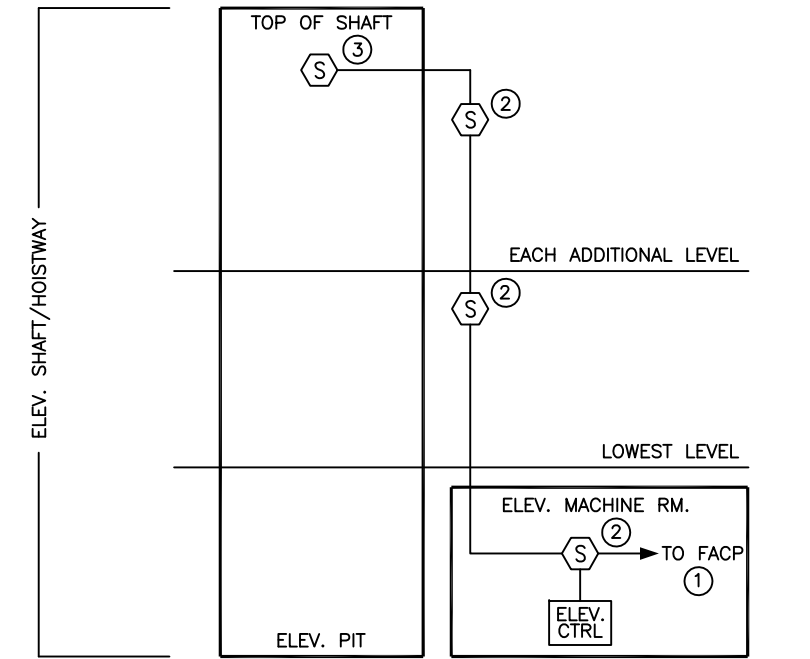 TOP OF SHAFT
3
S
2
S
EACH ADDITIONAL LEVEL
2
S
ELEV. SHAFT/HOISTWAY
LOWEST LEVEL
ELEV. MACHINE RM.
2
S
TO FACP
1
ELEV.
CTRL
ELEV. PIT